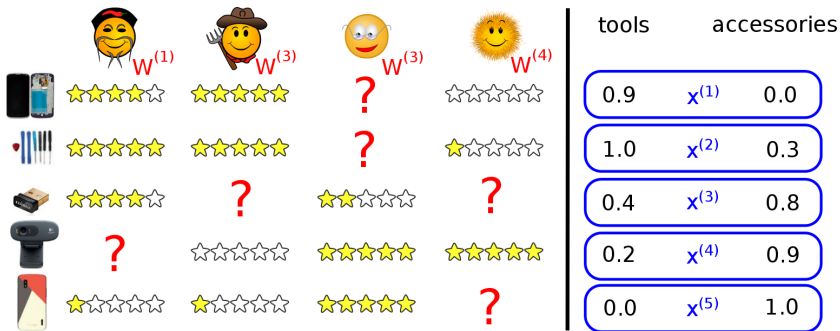 tools accessories
W(1) W(3) W(3) W(4)
? 0.9 x(1) 0.0
? 1.0 x(2) 0.3
? ? 0.4 x(3) 0.8
? 0.2 x(4) 0.9
? 0.0 x(5) 1.0